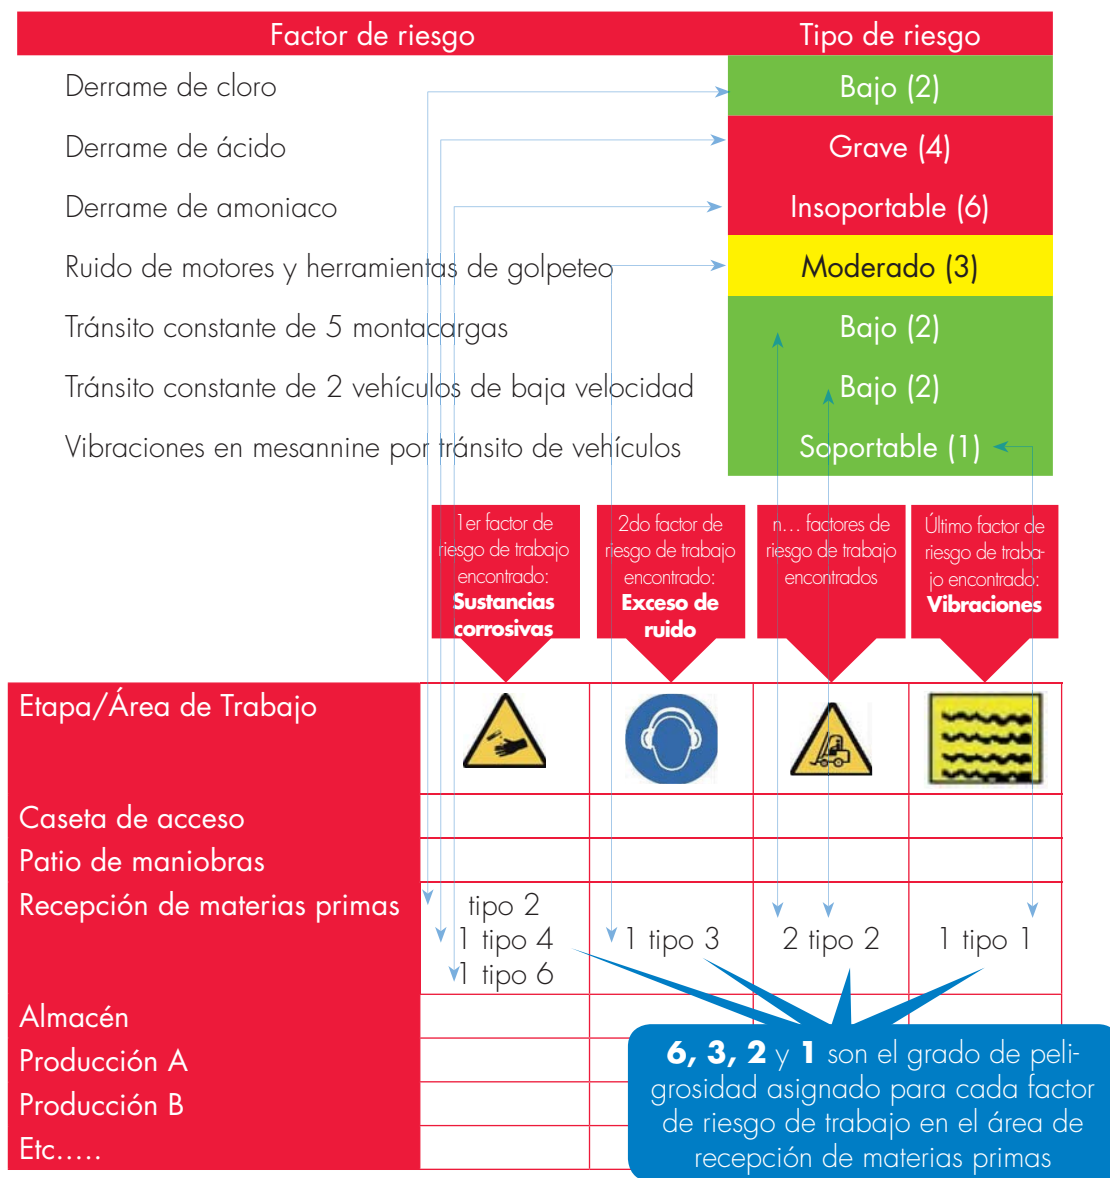 Factor de riesgo Tipo de riesgo
Derrame de cloro Bajo (2)
Derrame de ácido Grave (4)
Derrame de amoniaco Insoportable (6)
Ruido de motores y herramientas de golpeteo Moderado (3)
Tránsito constante de 5 montacargas Bajo (2)
Tránsito constante de 2 vehículos de baja velocidad Bajo (2)
Vibraciones en mesannine por tránsito de vehículos Soportable (1)
1er factor de
riesgo de trabajo
encontrado:
Sustancias
corrosivas
2do factor de
riesgo de trabajo
encontrado:
Exceso de
ruido
n... factores de
riesgo de trabajo
encontrados
Último factor de
riesgo de traba-
jo encontrado:
Vibraciones
Etapa/Área de Trabajo
Caseta de acceso
Patio de maniobras
Recepción de materias primas
tipo 2
1 tipo 4
1 tipo 6
1 tipo 3
2 tipo 2
1 tipo 1
Almacén
Producción A
Producción B
Etc.....
6, 3, 2 y 1 son el grado de peli-
grosidad asignado para cada factor
de riesgo de trabajo en el área de
recepción de materias primas